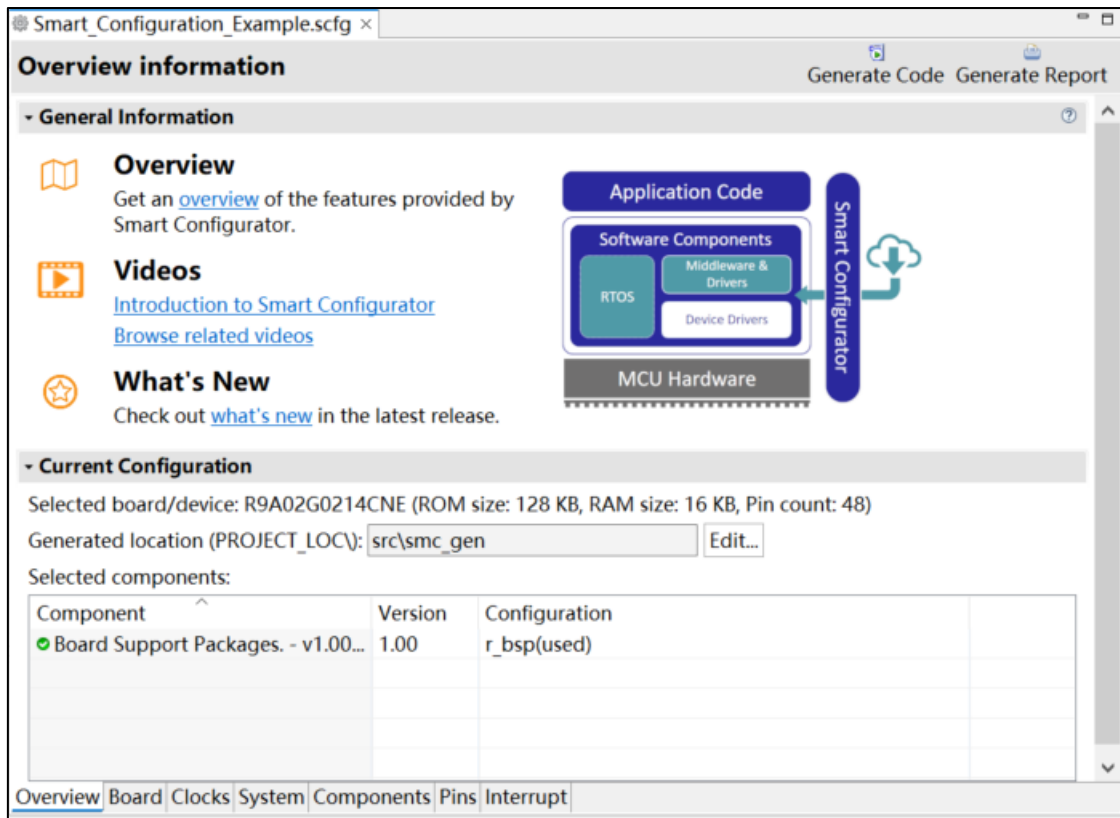 Smart_Configuration_Example.scfg
Overview information
Generate Code Generate Report
General Information
Overview
Get an overview of the features provided by
Smart Configurator.
Videos
Introduction to Smart Configurator
Browse related videos
What's New
Check out what's new in the latest release.
Application Code
Software Components
RTOS
Middleware &
Drivers
Device Drivers
MCU Hardware
Smart Configurator
Current Configuration
Selected board/device: R9A02G0214CNE (ROM size: 128 KB, RAM size: 16 KB, Pin count: 48)
Generated location (PROJECT_LOC\): src\smc_gen Edit...
Selected components:
Component Version Configuration
Board Support Packages. - v1.00... 1.00 r_bsp(used)
Overview Board Clocks System Components Pins Interrupt